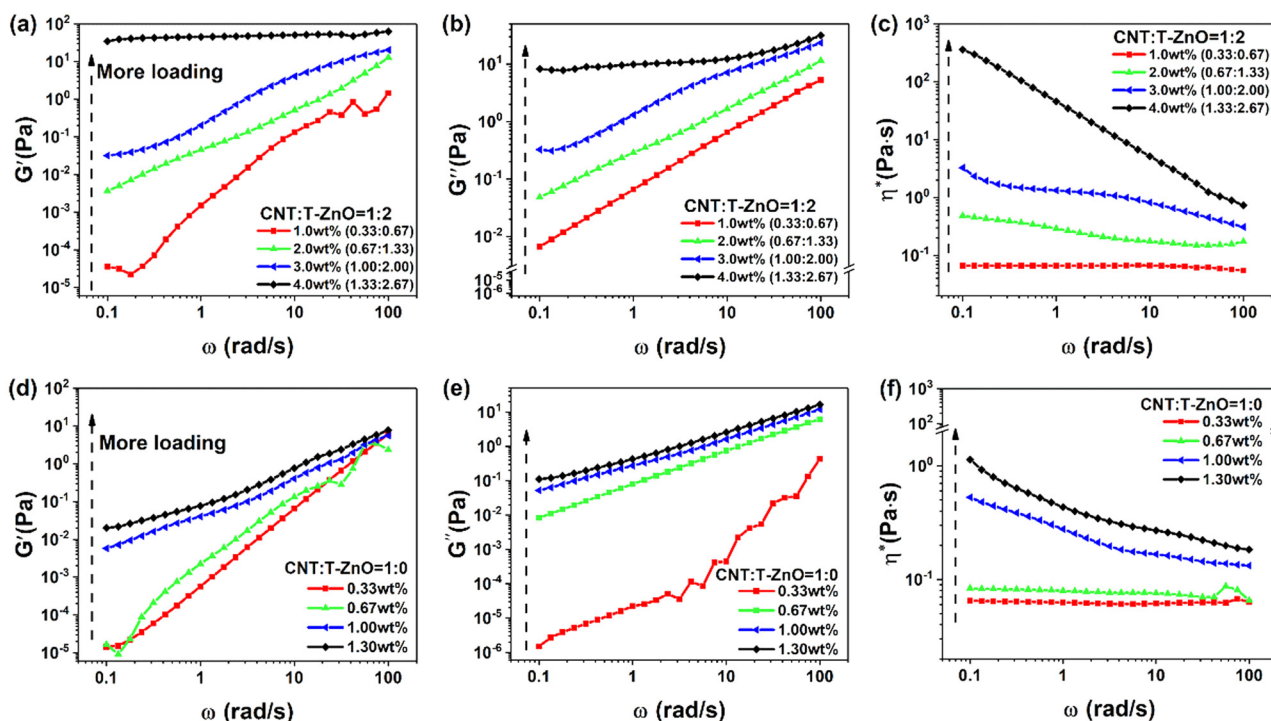 (a)
10²
10¹
10⁰
10⁻¹
10⁻²
10⁻³
10⁻⁴
10⁻⁵
G′(Pa)
More loading
CNT:T-ZnO=1:2
1.0wt% (0.33:0.67)
2.0wt% (0.67:1.33)
3.0wt% (1.00:2.00)
4.0wt% (1.33:2.67)
0.1 1 10 100
ω (rad/s)
(b)
10¹
10⁰
10⁻¹
10⁻²
10⁻⁵
10⁻⁶
G′′(Pa)
CNT:T-ZnO=1:2
1.0wt% (0.33:0.67)
2.0wt% (0.67:1.33)
3.0wt% (1.00:2.00)
4.0wt% (1.33:2.67)
0.1 1 10 100
ω (rad/s)
(c)
10³
10²
10¹
10⁰
10⁻¹
η*(Pa·s)
CNT:T-ZnO=1:2
1.0wt% (0.33:0.67)
2.0wt% (0.67:1.33)
3.0wt% (1.00:2.00)
4.0wt% (1.33:2.67)
0.1 1 10 100
ω (rad/s)
(d)
10²
10¹
10⁰
10⁻¹
10⁻²
10⁻³
10⁻⁴
10⁻⁵
G′(Pa)
More loading
CNT:T-ZnO=1:0
0.33wt%
0.67wt%
1.00wt%
1.30wt%
0.1 1 10 100
ω (rad/s)
(e)
10¹
10⁰
10⁻¹
10⁻²
10⁻³
10⁻⁴
10⁻⁵
10⁻⁶
G′′(Pa)
CNT:T-ZnO=1:0
0.33wt%
0.67wt%
1.00wt%
1.30wt%
0.1 1 10 100
ω (rad/s)
(f)
10³
10²
10⁰
10⁻¹
η*(Pa·s)
CNT:T-ZnO=1:0
0.33wt%
0.67wt%
1.00wt%
1.30wt%
0.1 1 10 100
ω (rad/s)